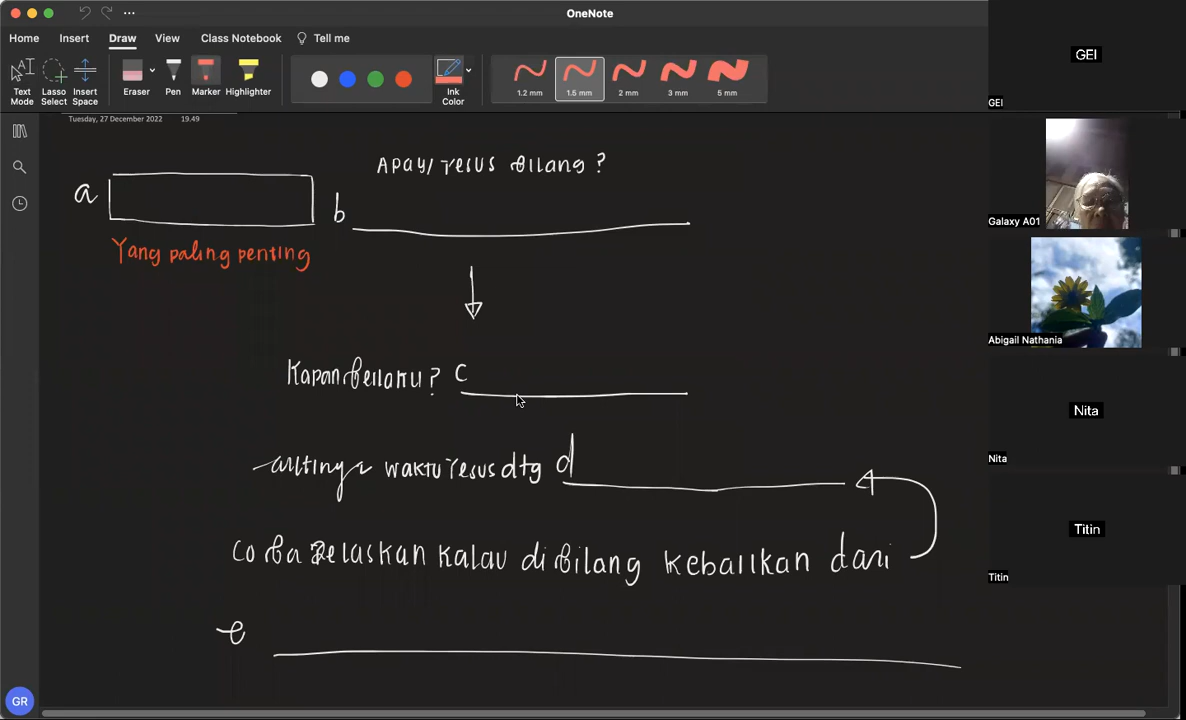 OneNote
Home Insert Draw View Class Notebook Tell me
Text Mode Lasso Select Insert Space Eraser Pen Marker Highlighter Ink Color 1.2 mm 1.5 mm 2 mm 3 mm 5 mm
Tuesday, 27 December 2022 19.49
Apa yg Yesus bilang?
a
b
Yang paling penting
Kapan berlaku? c
artinya waktu Yesus dtg d
Coba jelaskan kalau dibilang kebalikan dari
e
GR
GEI
GEI
Galaxy A01
Abigail Nathania
Nita
Nita
Titin
Titin